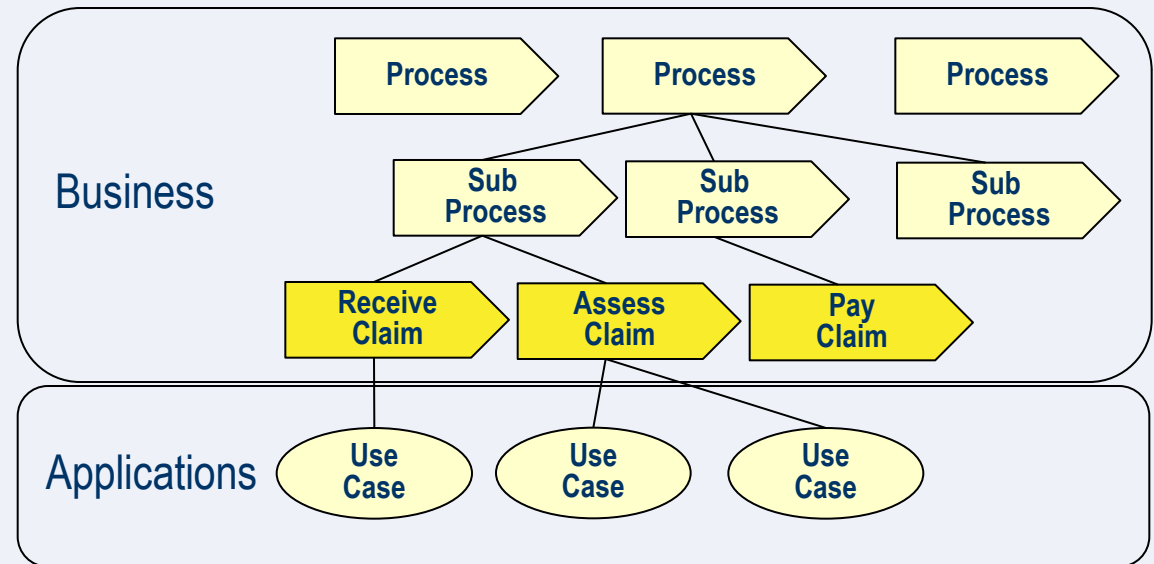 Process
Process
Process
Business
Sub
Process
Sub
Process
Sub
Process
Receive
Claim
Assess
Claim
Pay
Claim
Applications
Use
Case
Use
Case
Use
Case